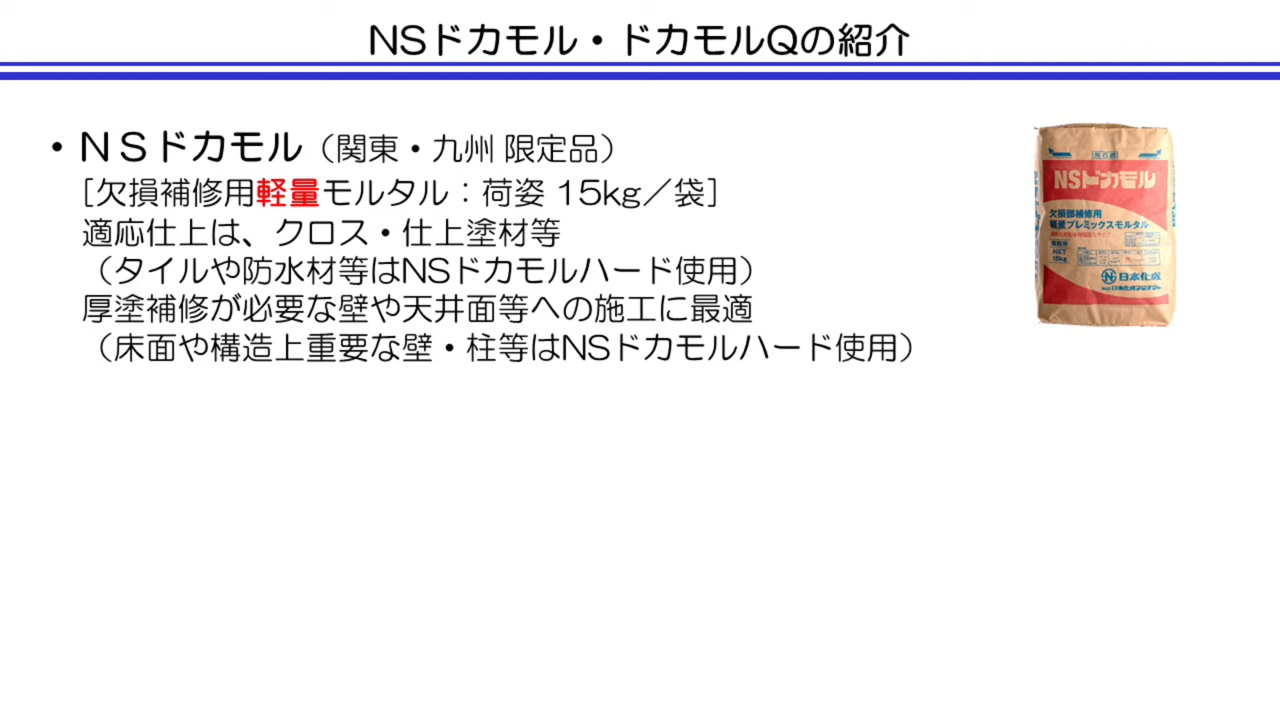 NSドカモル・ドカモルQの紹介
・ＮＳドカモル（関東・九州 限定品）
[欠損補修用軽量モルタル：荷姿 15kg／袋]
適応仕上は、クロス・仕上塗材等
（タイルや防水材等はNSドカモルハード使用）
厚塗補修が必要な壁や天井面等への施工に最適
（床面や構造上重要な壁・柱等はNSドカモルハード使用）
NSドカモル
欠損部補修用
軽量プレミックスモルタル
NET
15kg
日本化成